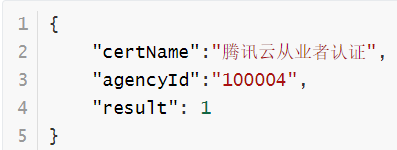 1 {
2 "certName":"腾讯云从业者认证",
3 "agencyId":"100004",
4 "result": 1
5 }